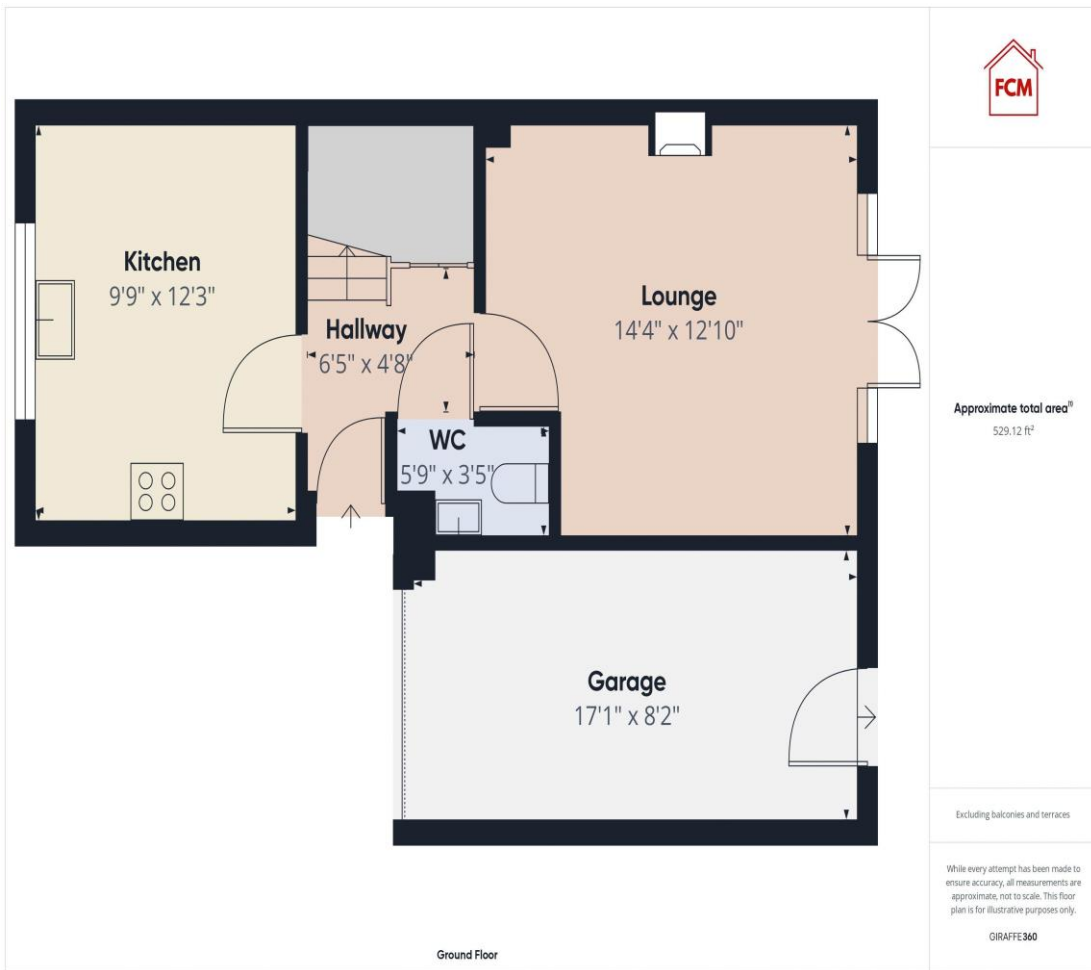 FCM
Kitchen
9'9" x 12'3"
Hallway
6'5" x 4'8"
Lounge
14'4" x 12'10"
WC
5'9" x 3'5"
Garage
17'1" x 8'2"
Ground Floor
Approximate total area⁽¹⁾
529.12 ft²
Excluding balconies and terraces
While every attempt has been made to
ensure accuracy, all measurements are
approximate, not to scale. This floor
plan is for illustrative purposes only.
GIRAFFE360